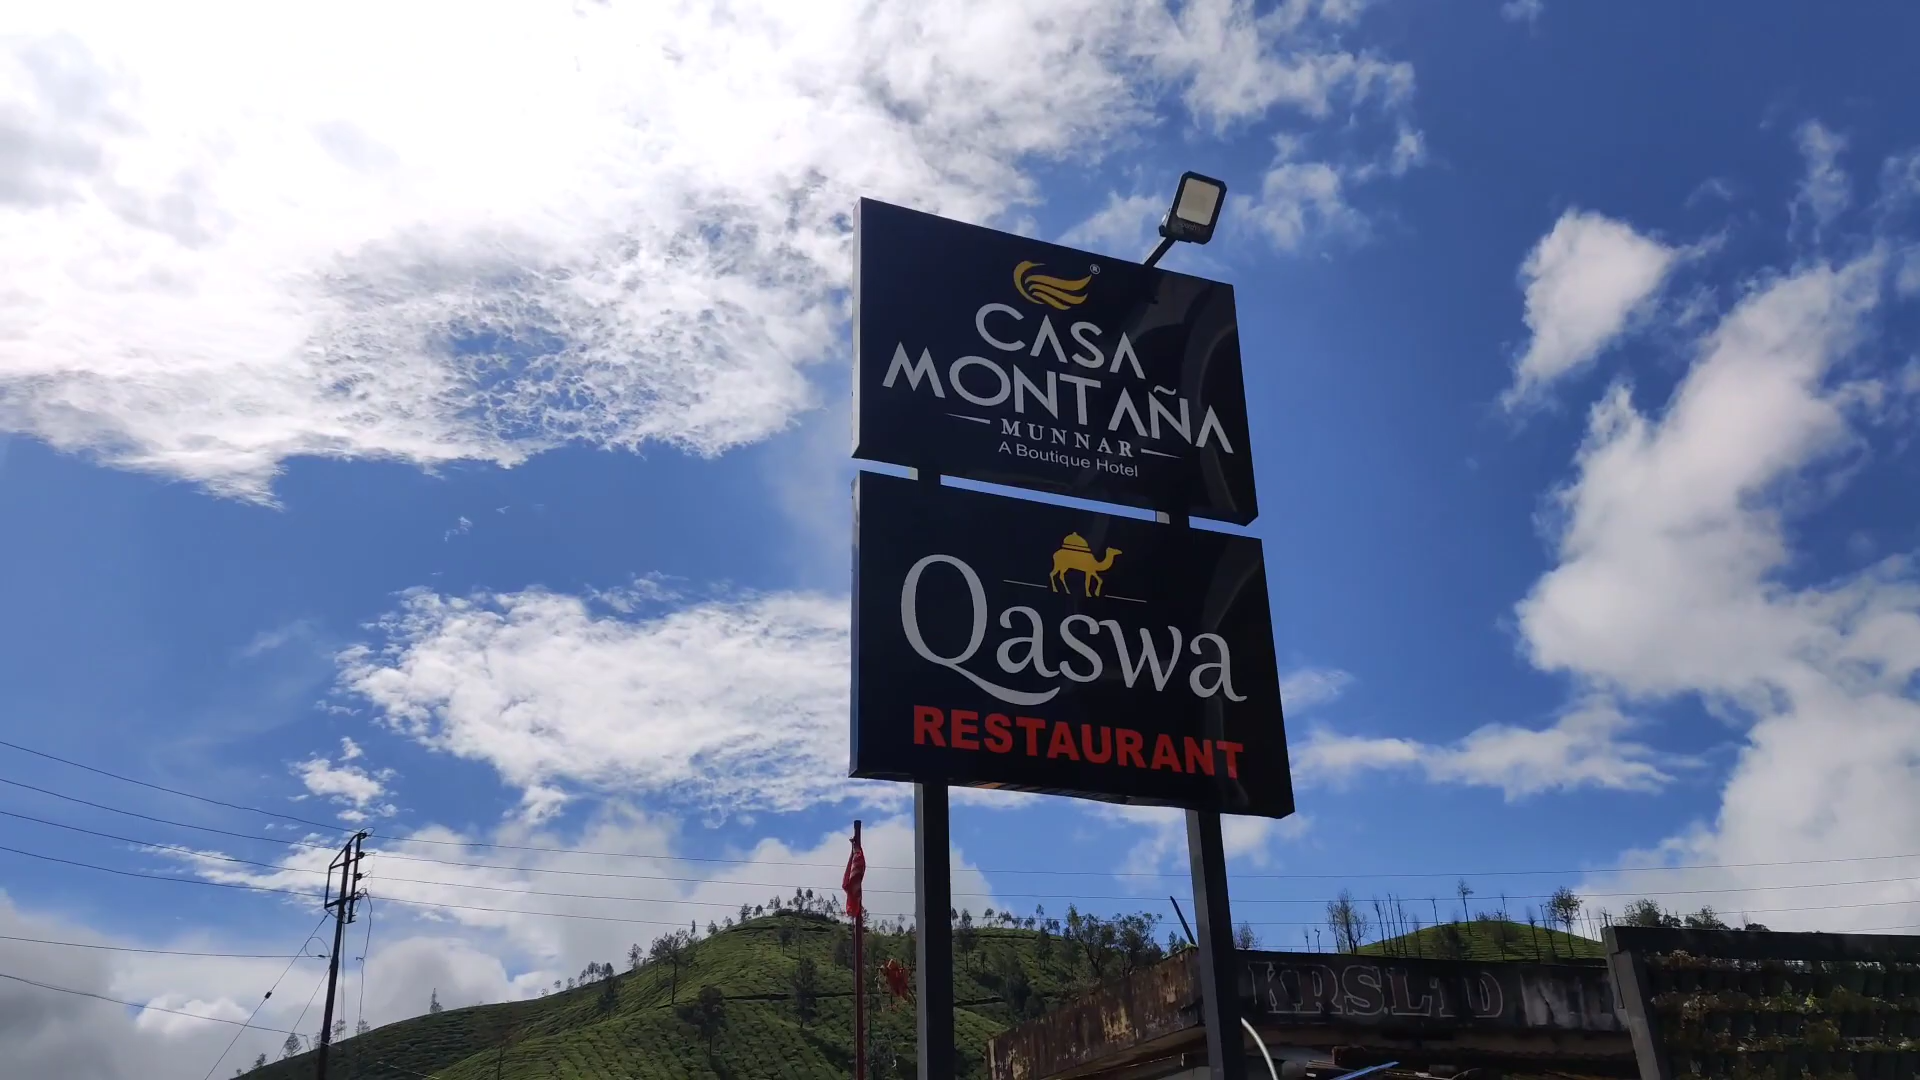 CASA
MONTAÑA
MUNNAR
A Boutique Hotel
Qaswa
RESTAURANT